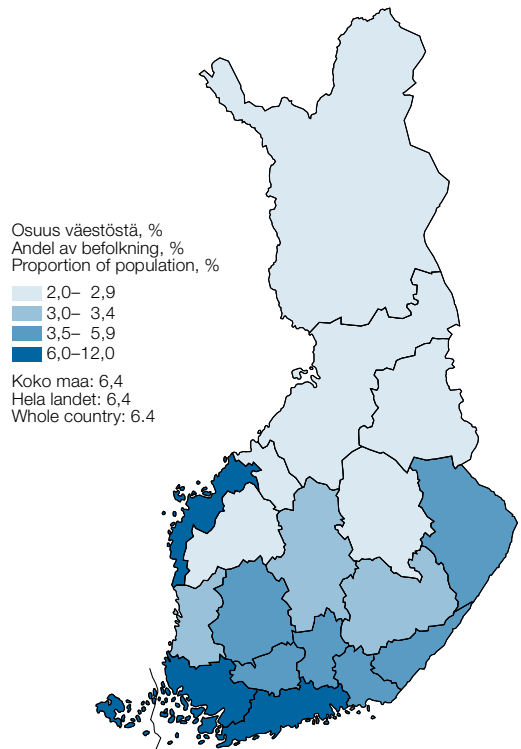 Osuus väestöstä, %
Andel av befolkning, %
Proportion of population, %
2,0– 2,9
3,0– 3,4
3,5– 5,9
6,0–12,0
Koko maa: 6,4
Hela landet: 6,4
Whole country: 6.4